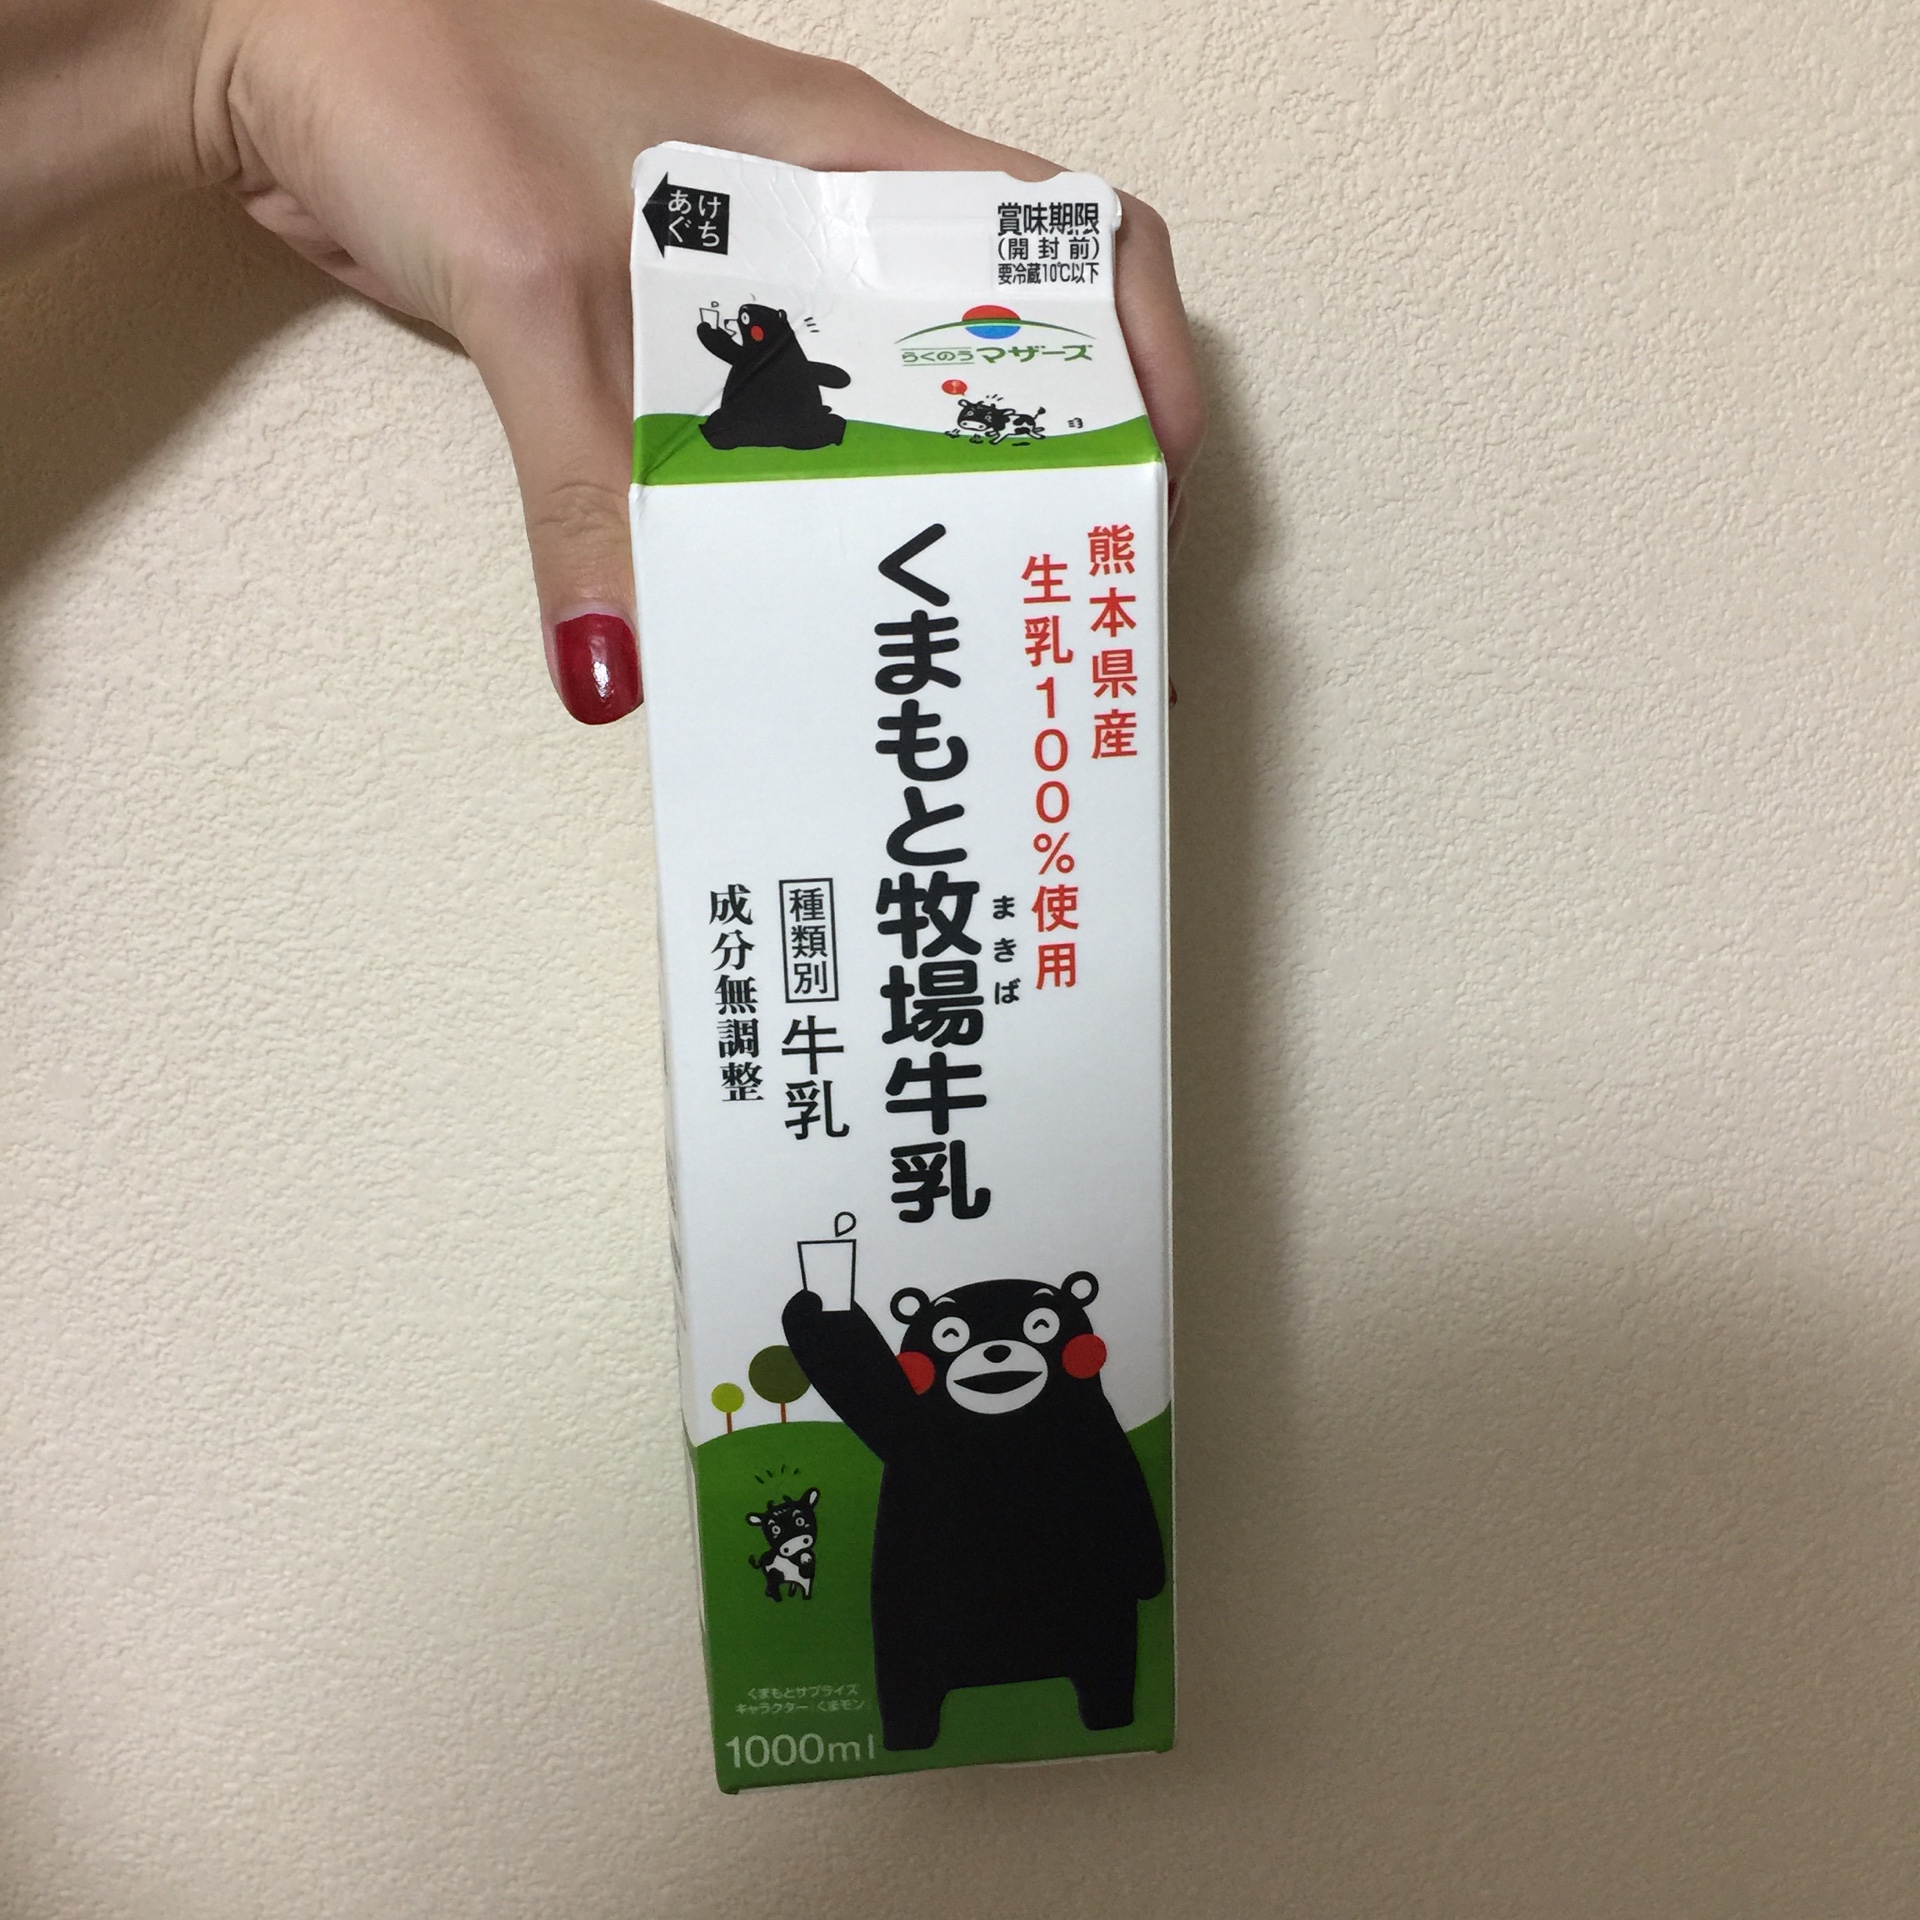 あけ
ぐち
賞味期限
(開封前)
要冷蔵10℃以下
らくのうマザーズ
熊本県産
生乳100%使用
まきば
くまもと牧場牛乳
種類別 牛乳
成分無調整
くまもとサプライズ
キャラクター くまモン
1000ml